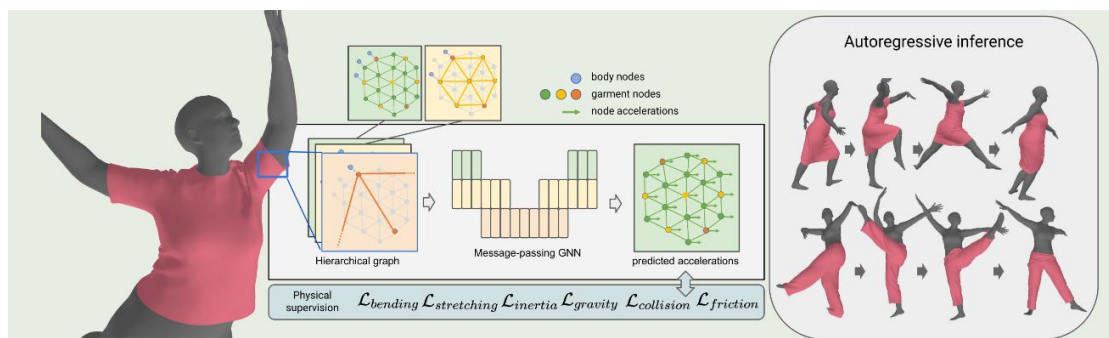 Autoregressive inference
body nodes
garment nodes
node accelerations
Hierarchical graph
Message-passing GNN
predicted accelerations
Physical
supervision
ℒbending ℒstretching ℒinertia ℒgravity ℒcollision ℒfriction